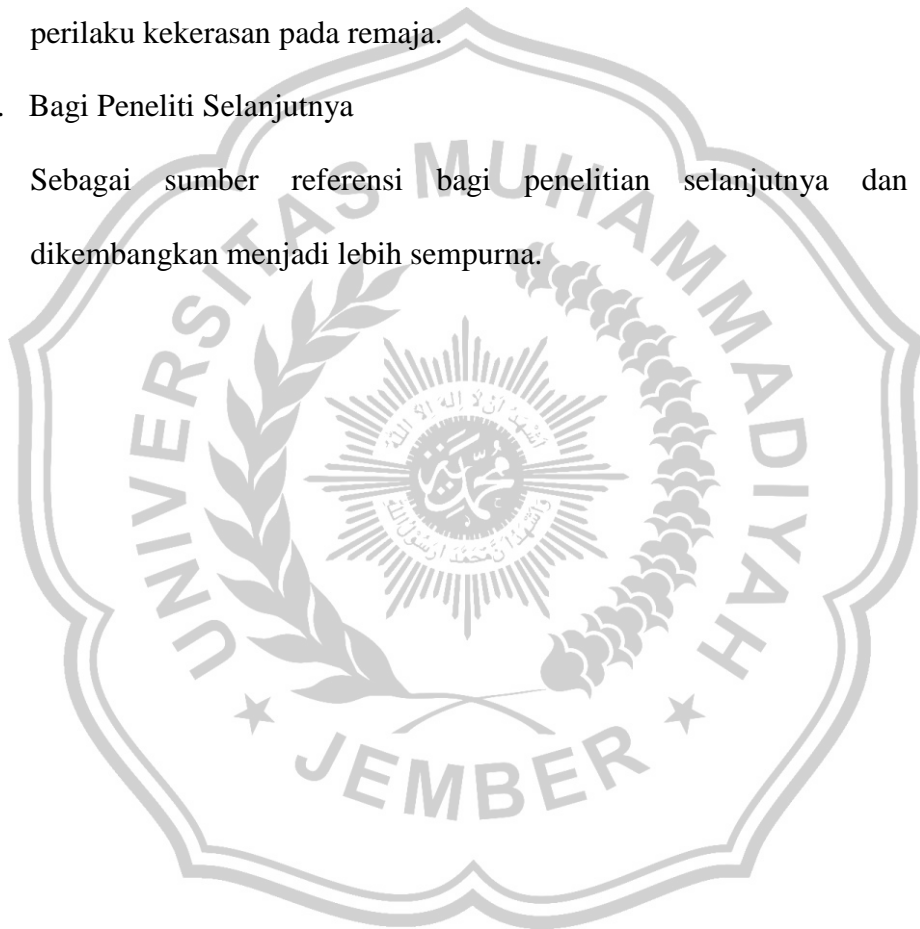 perilaku kekerasan pada remaja.
. Bagi Peneliti Selanjutnya
Sebagai sumber referensi bagi penelitian selanjutnya dan
dikembangkan menjadi lebih sempurna.
UNIVERSITAS MUHAMMADIYAH
JEMBER